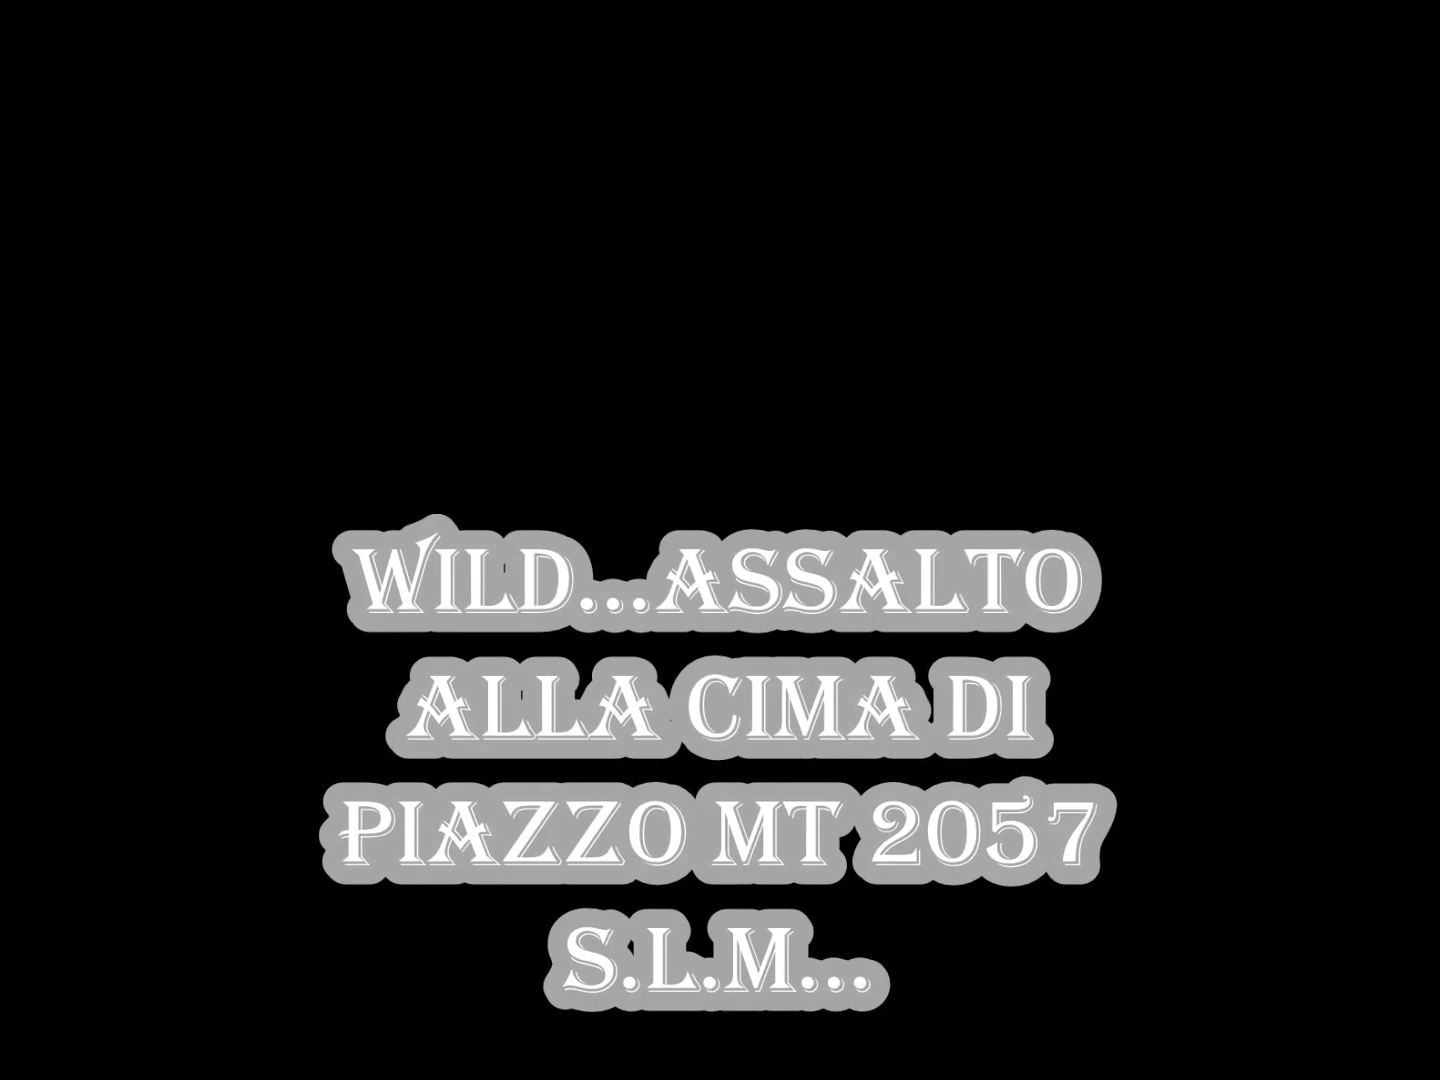 WILD...ASSALTO
ALLA CIMA DI
PIAZZO MT 2057
S.L.M...